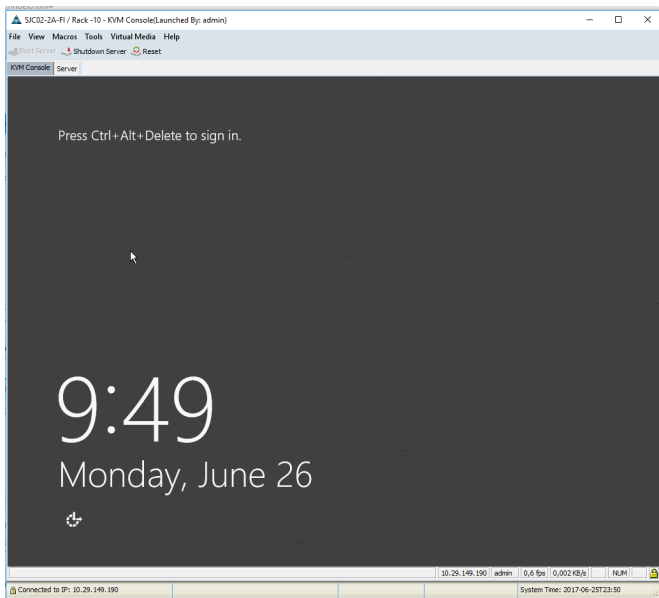 SJC02-2A-FI / Rack -10 - KVM Console(Launched By: admin)
File View Macros Tools Virtual Media Help
Boot Server Shutdown Server Reset
KVM Console Server
Press Ctrl+Alt+Delete to sign in.
9:49
Monday, June 26
10.29.149.190 admin 0,6 fps 0,002 KB/s NUM
Connected to IP: 10.29.149.190 System Time: 2017-06-25T23:50